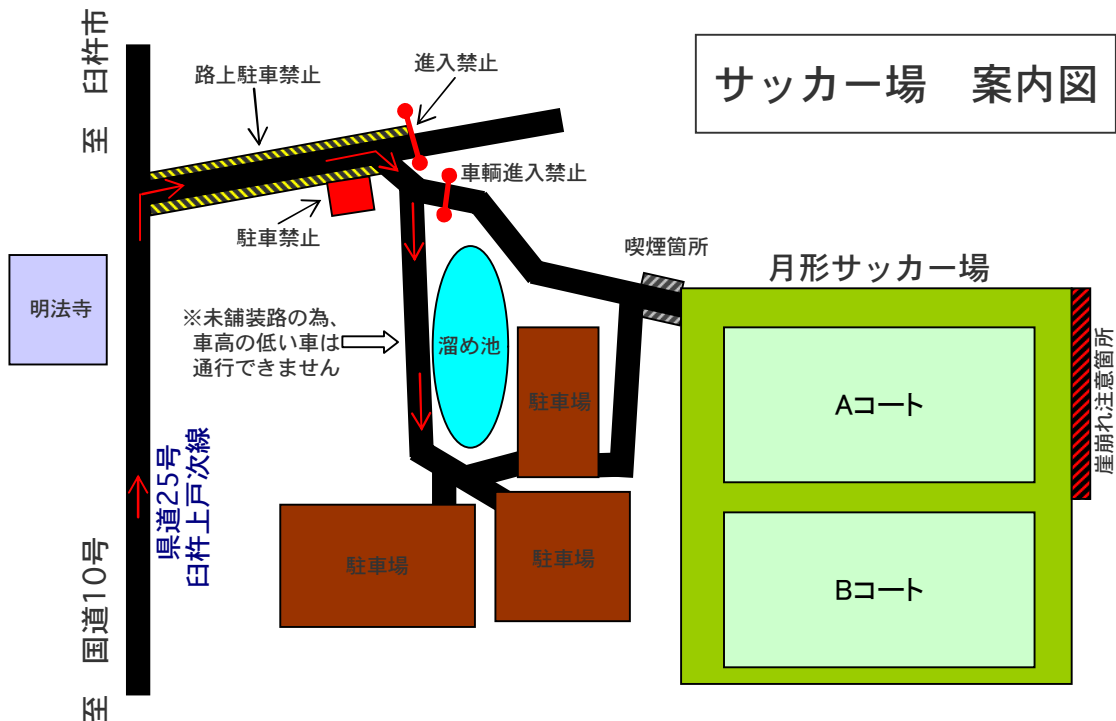 サッカー場　案内図
至　臼杵市
路上駐車禁止
進入禁止
車輌進入禁止
駐車禁止
喫煙箇所
月形サッカー場
明法寺
※未舗装路の為、
車高の低い車は
通行できません
溜め池
駐車場
Aコート
崖崩れ注意箇所
県道25号
臼杵上戸次線
駐車場
駐車場
Bコート
至　国道10号